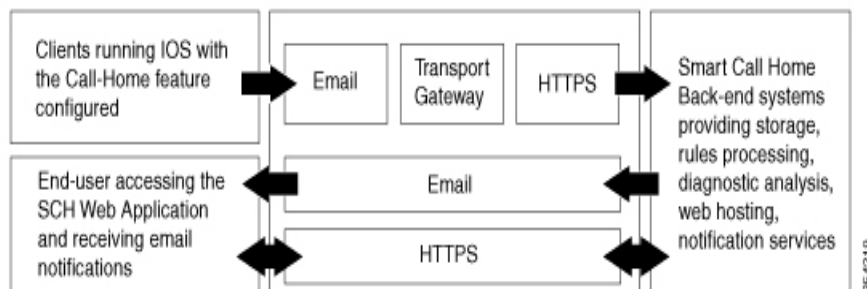 Clients running IOS with
the Call-Home feature
configured
Email
Transport
Gateway
HTTPS
Smart Call Home
Back-end systems
providing storage,
rules processing,
diagnostic analysis,
web hosting,
notification services
End-user accessing the
SCH Web Application
and receiving email
notifications
Email
HTTPS